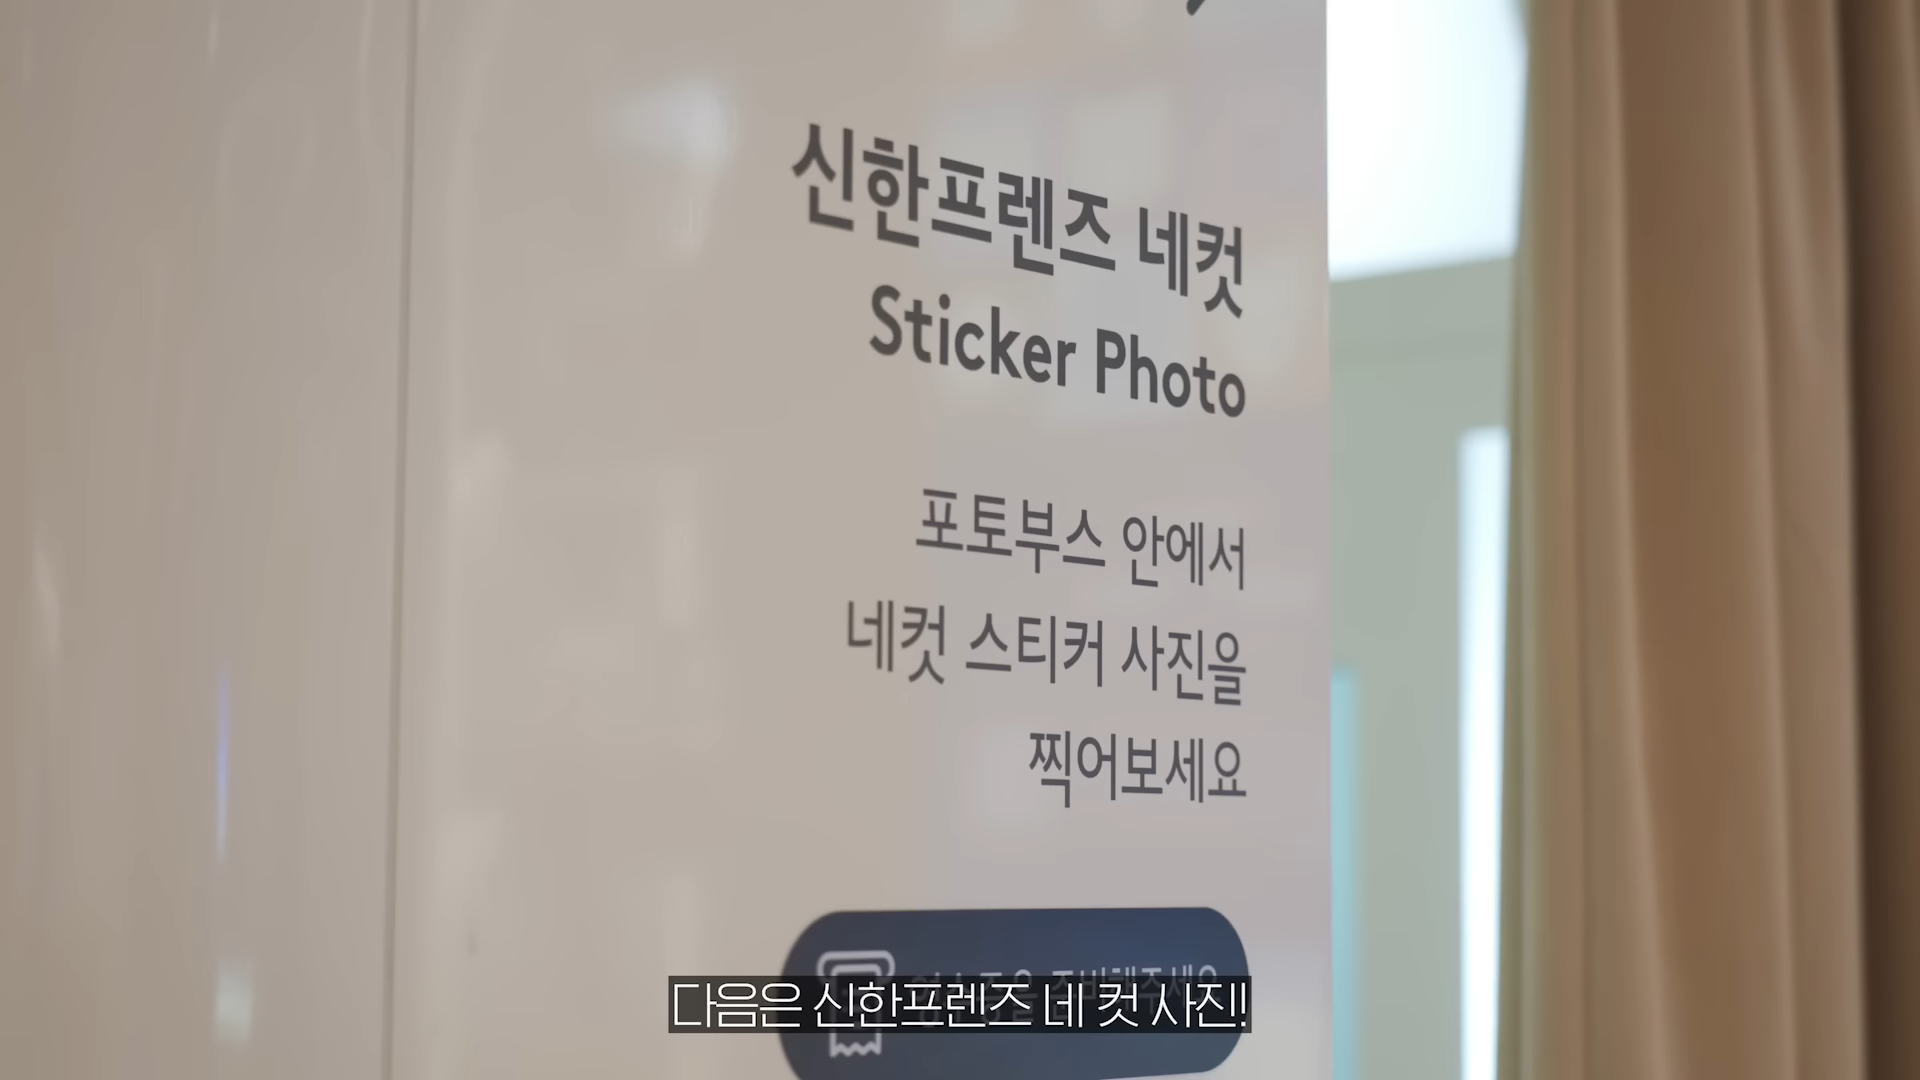 신한프렌즈 네컷
Sticker Photo
포토부스 안에서
네컷 스티커 사진을
찍어보세요
다음은 신한프렌즈 네 컷 사진!